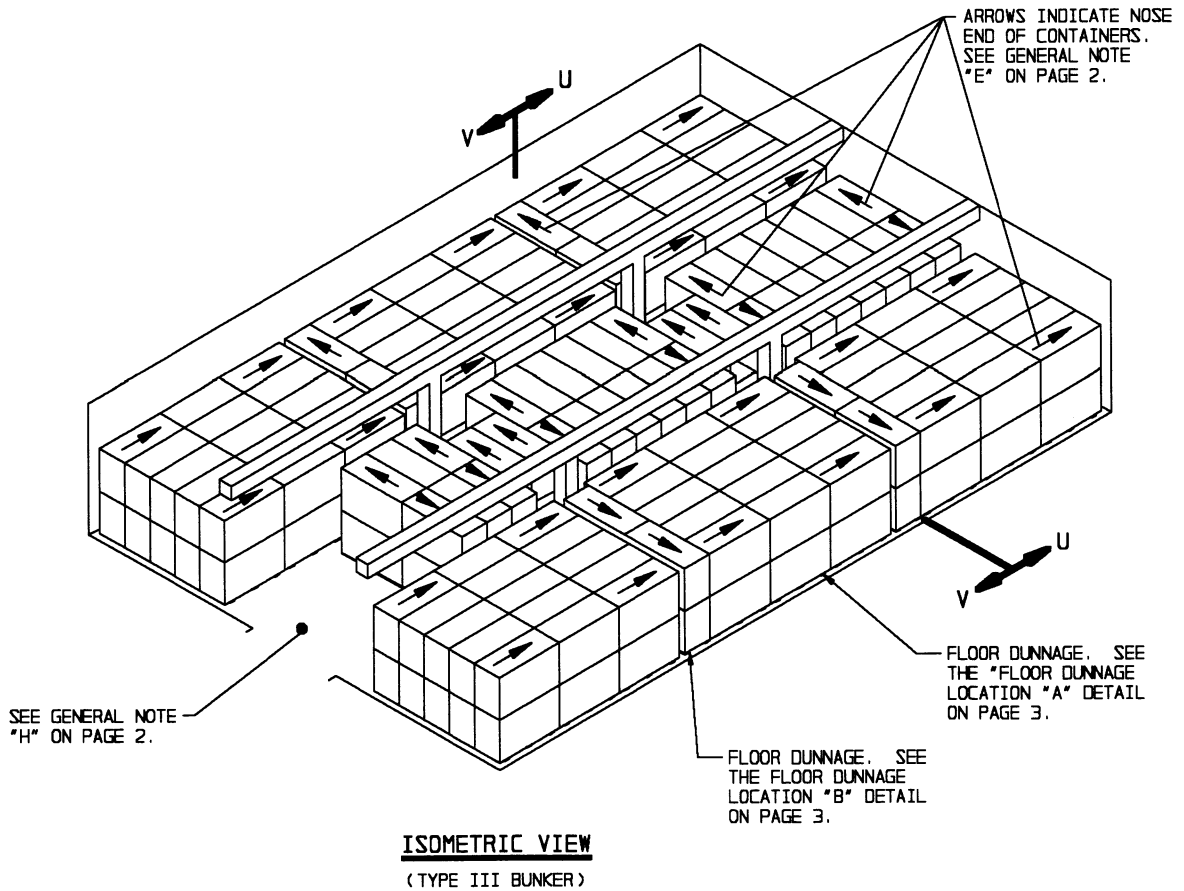 ARROWS INDICATE NOSE
END OF CONTAINERS.
SEE GENERAL NOTE
"E" ON PAGE 2.
U
V
U
V
FLOOR DUNNAGE. SEE
THE "FLOOR DUNNAGE
LOCATION "A" DETAIL
ON PAGE 3.
SEE GENERAL NOTE
"H" ON PAGE 2.
FLOOR DUNNAGE. SEE
THE FLOOR DUNNAGE
LOCATION "B" DETAIL
ON PAGE 3.
ISOMETRIC VIEW
(TYPE III BUNKER)